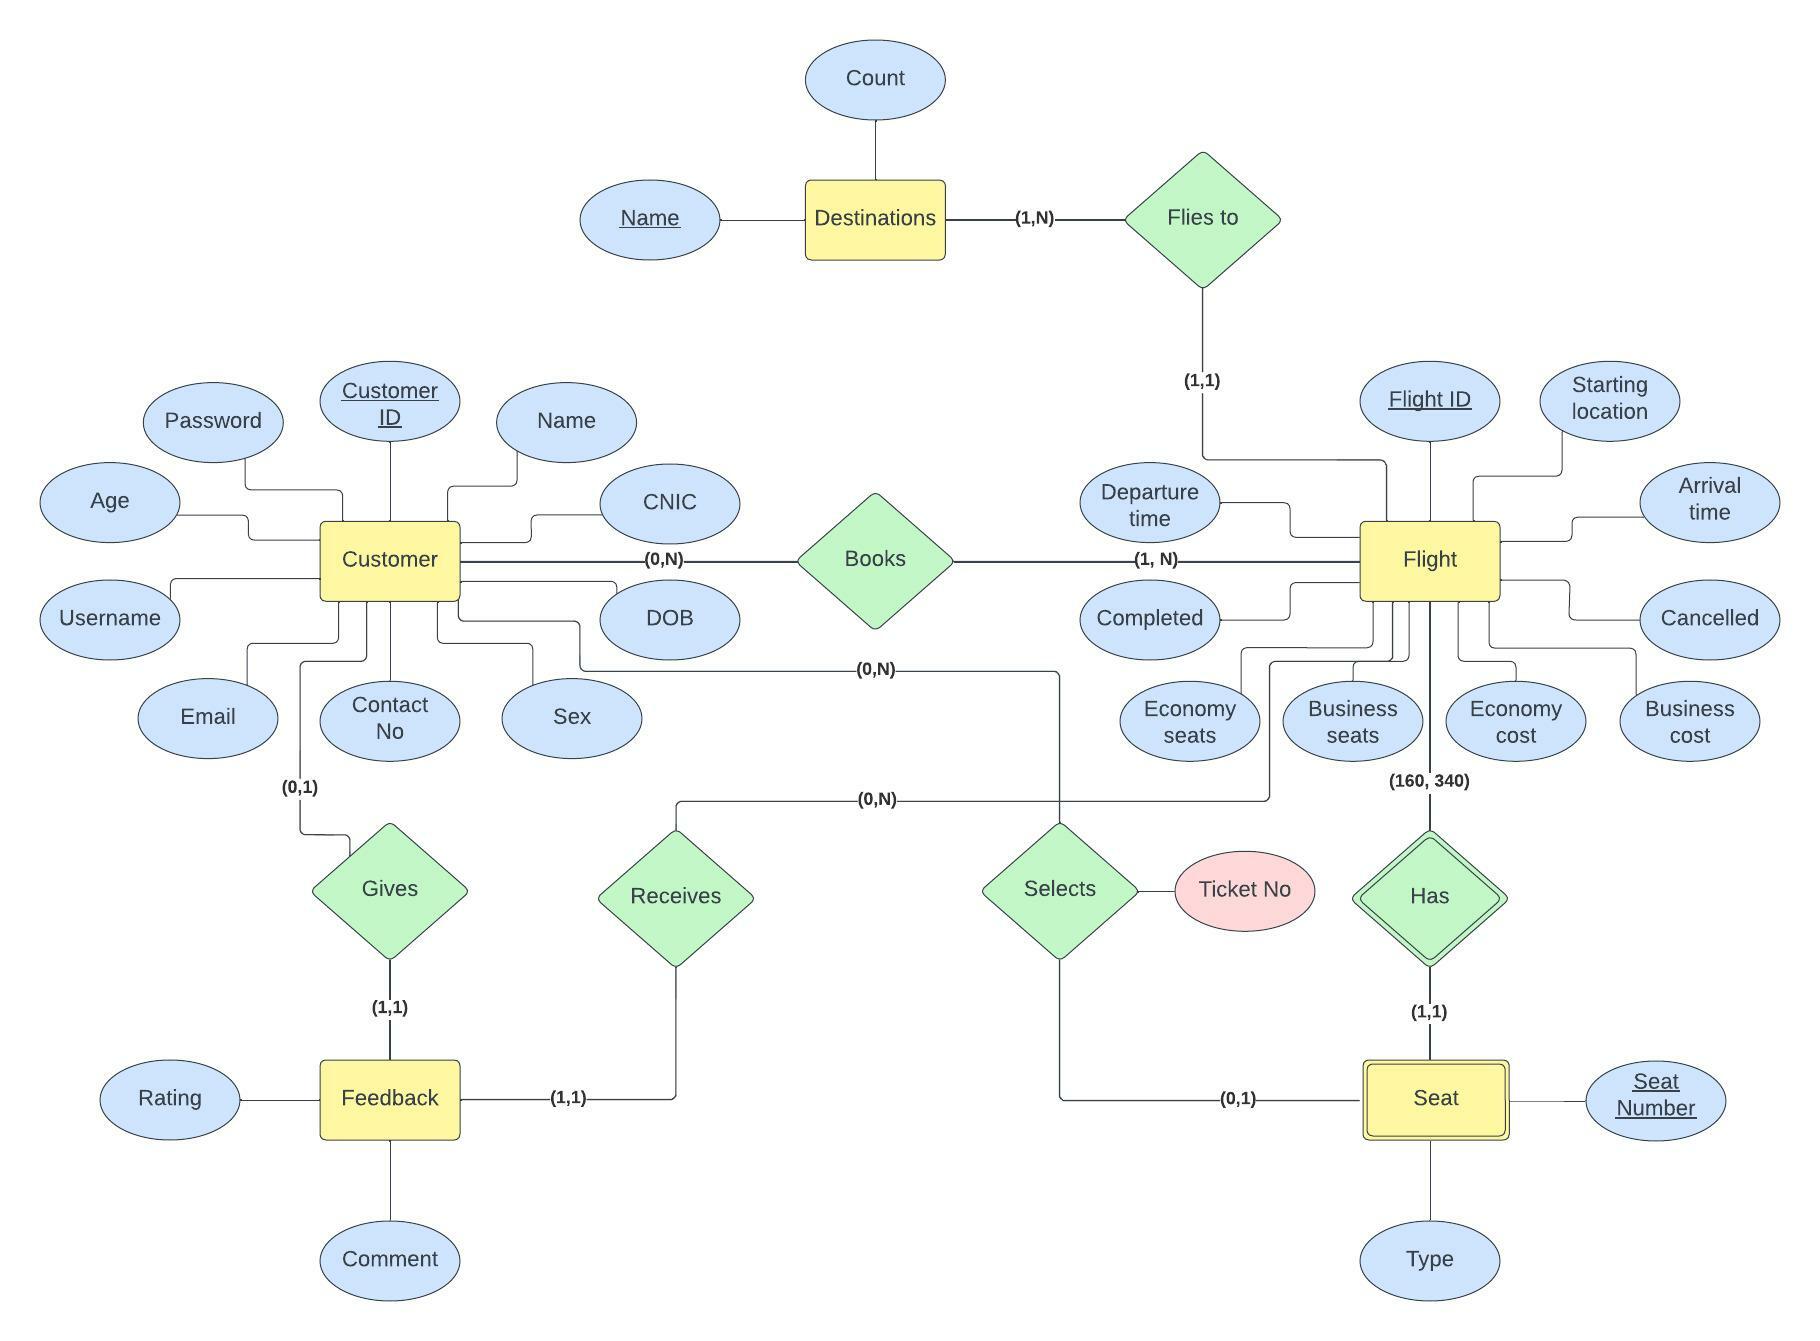 Count
Name
Destinations
(1,N)
Flies to
(1,1)
Customer
ID
Password
Name
Age
CNIC
Customer
(0,N)
Books
(1, N)
Username
DOB
Email
Contact
No
Sex
Flight ID
Starting
location
Departure
time
Arrival
time
Flight
Completed
Cancelled
Economy
seats
Business
seats
Economy
cost
Business
cost
(0,N)
(0,1)
(0,N)
(160, 340)
Gives
Receives
Selects
Ticket No
Has
(1,1)
(1,1)
Rating
Feedback
(1,1)
(0,1)
Seat
Seat
Number
Comment
Type